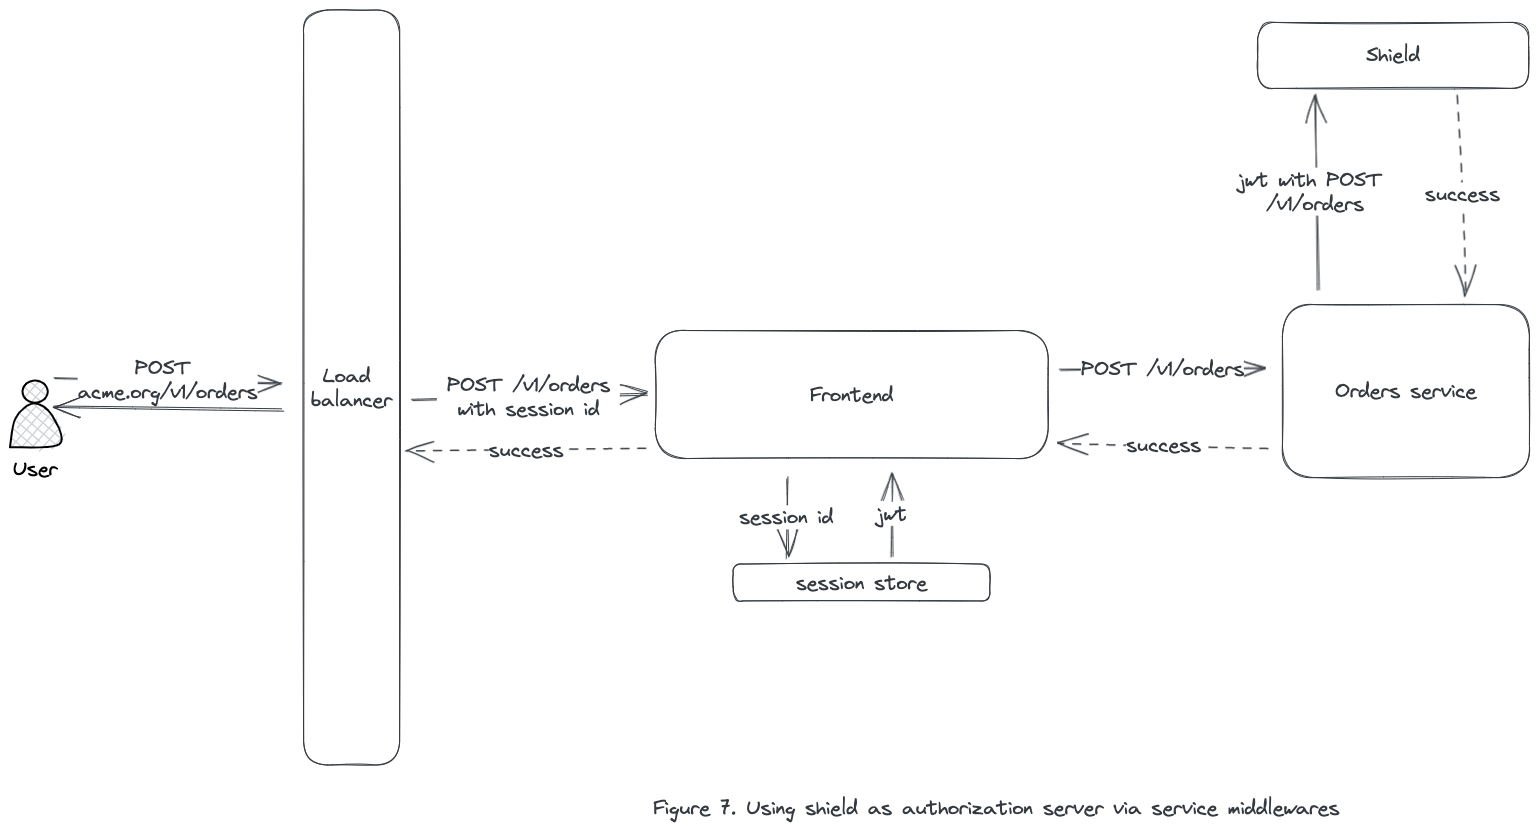 Shield
jwt with POST
/v1/orders
success
POST
acme.org/v1/orders
User
Load
balancer
POST /v1/orders
with session id
success
Frontend
POST /v1/orders
success
Orders service
session id
jwt
session store
Figure 7. Using shield as authorization server via service middlewares